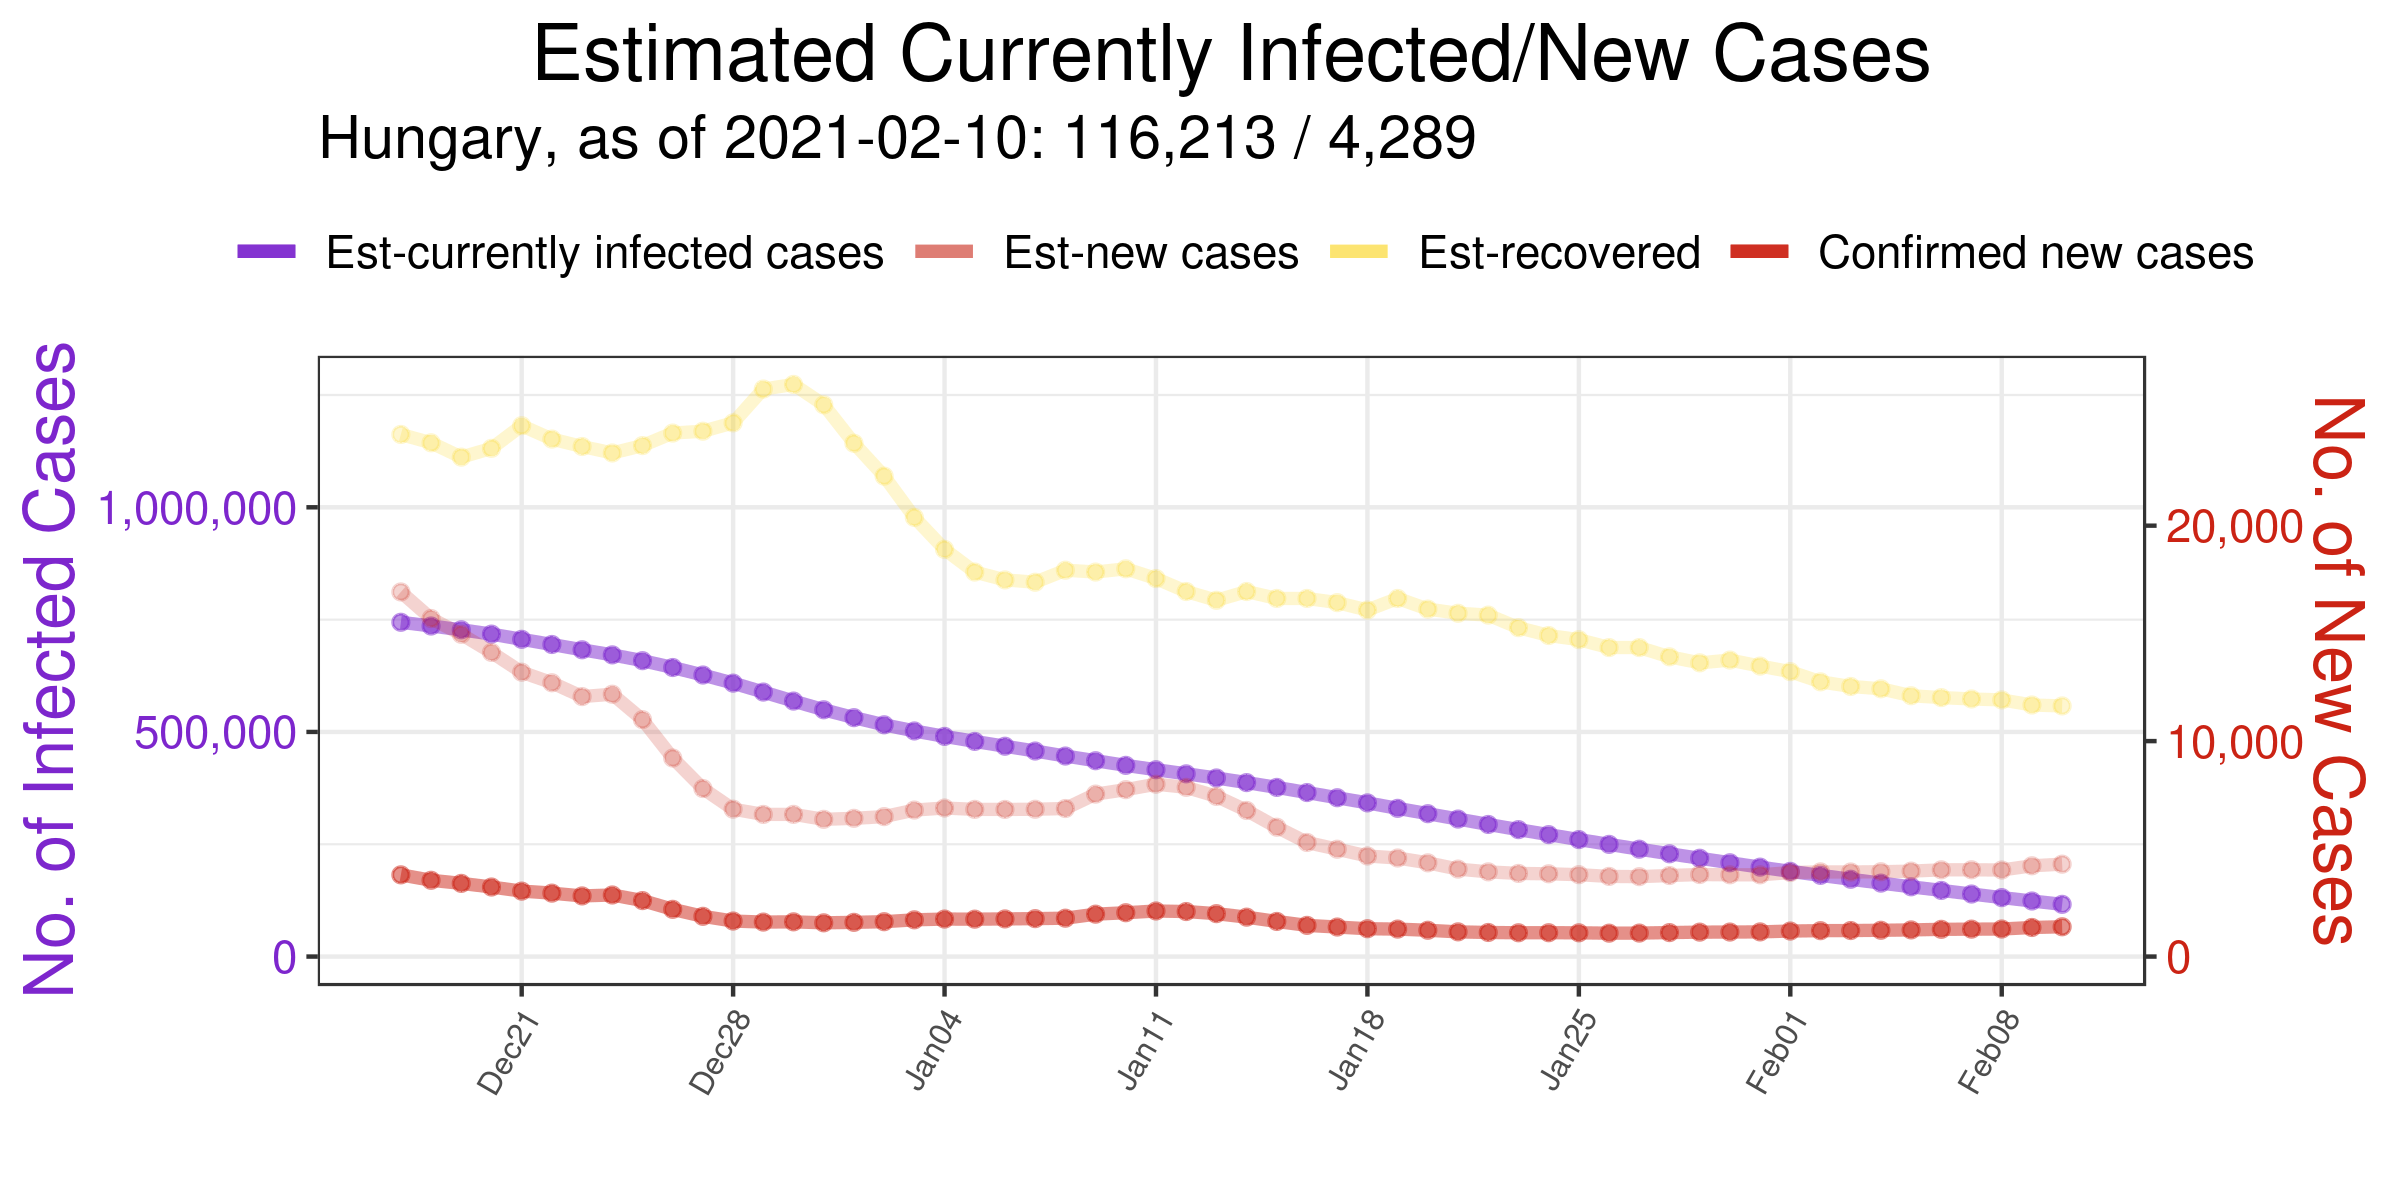 Estimated Currently Infected/New Cases
Hungary, as of 2021-02-10: 116,213 / 4,289
Est-currently infected cases Est-new cases Est-recovered Confirmed new cases
No. of Infected Cases
1,000,000
500,000
0
20,000
10,000
0
No. of New Cases
Dec21 Dec28 Jan04 Jan11 Jan18 Jan25 Feb01 Feb08